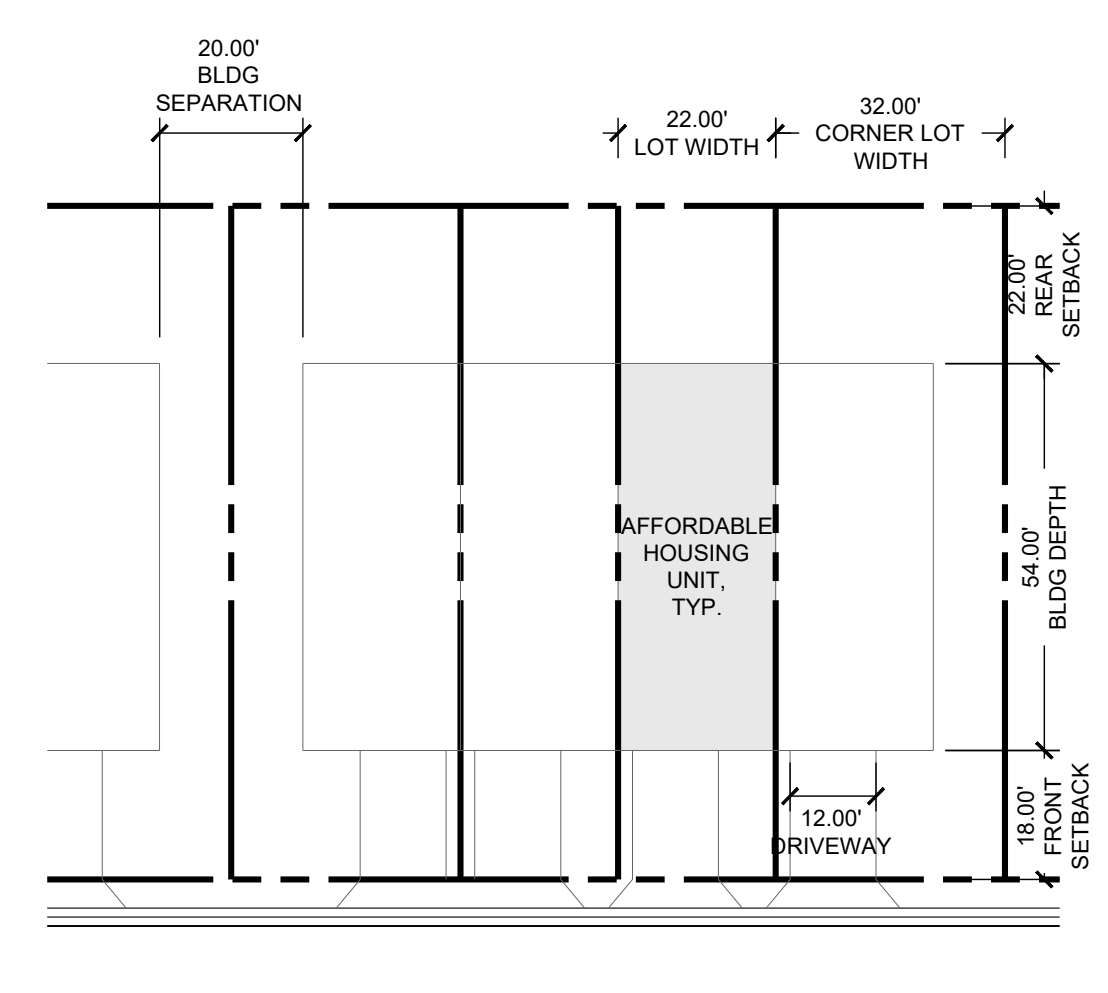 20.00'
BLDG
SEPARATION
22.00'
LOT WIDTH
32.00'
CORNER LOT
WIDTH
22.00'
REAR
SETBACK
AFFORDABLE
HOUSING
UNIT,
TYP.
54.00'
BLDG DEPTH
12.00'
DRIVEWAY
18.00'
FRONT
SETBACK